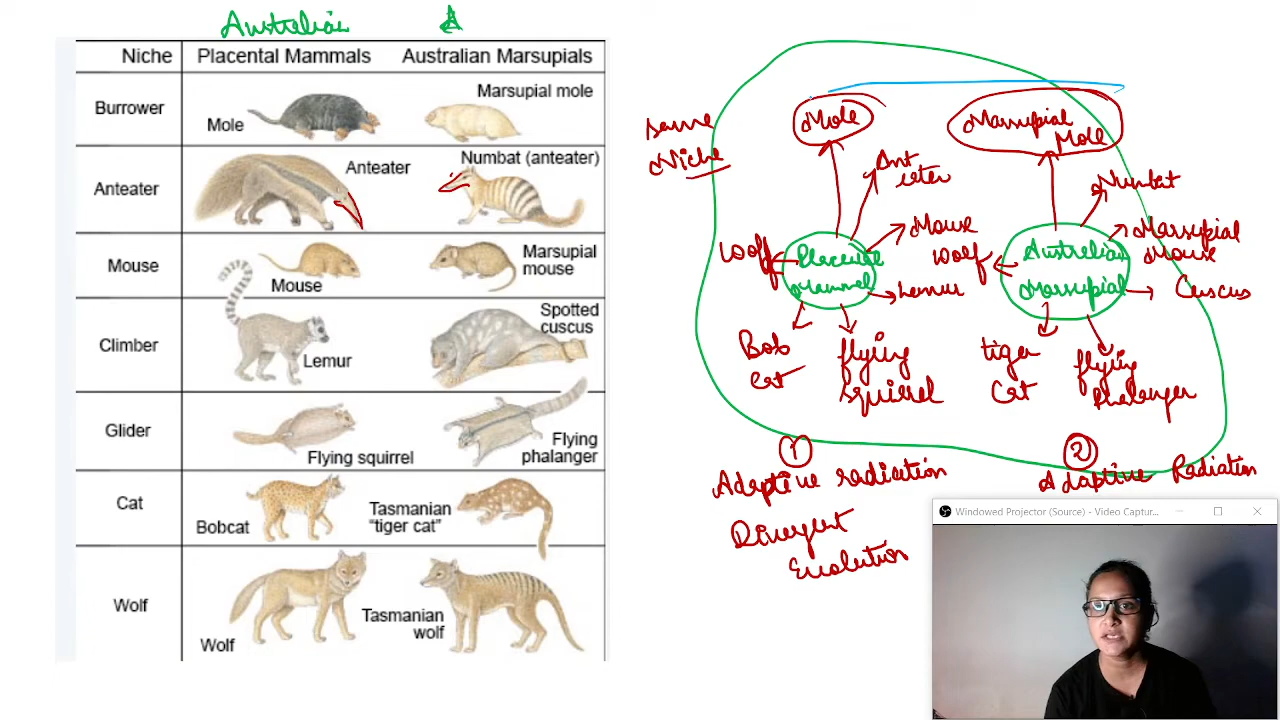 Australian A
Niche Placental Mammals Australian Marsupials
Burrower Mole Marsupial mole
Anteater Anteater Numbat (anteater)
Mouse Mouse Marsupial
mouse
Climber Lemur Spotted
cuscus
Glider Flying squirrel Flying
phalanger
Cat Bobcat Tasmanian
"tiger cat"
Wolf Wolf Tasmanian
wolf
Same
Niche
Mole
Marsupial
Mole
Ant
eater
Numbat
Mouse
Marsupial
Mouse
Wolf
Placental
Mammal
Lemur
Wolf
Australian
Marsupial
Cuscus
Bob
Cat
flying
squirrel
tiger
Cat
flying
Phalanger
1
Adaptive radiation
Divergent
Evolution
2
Adaptive Radiation
Windowed Projector (Source) - Video Captur...